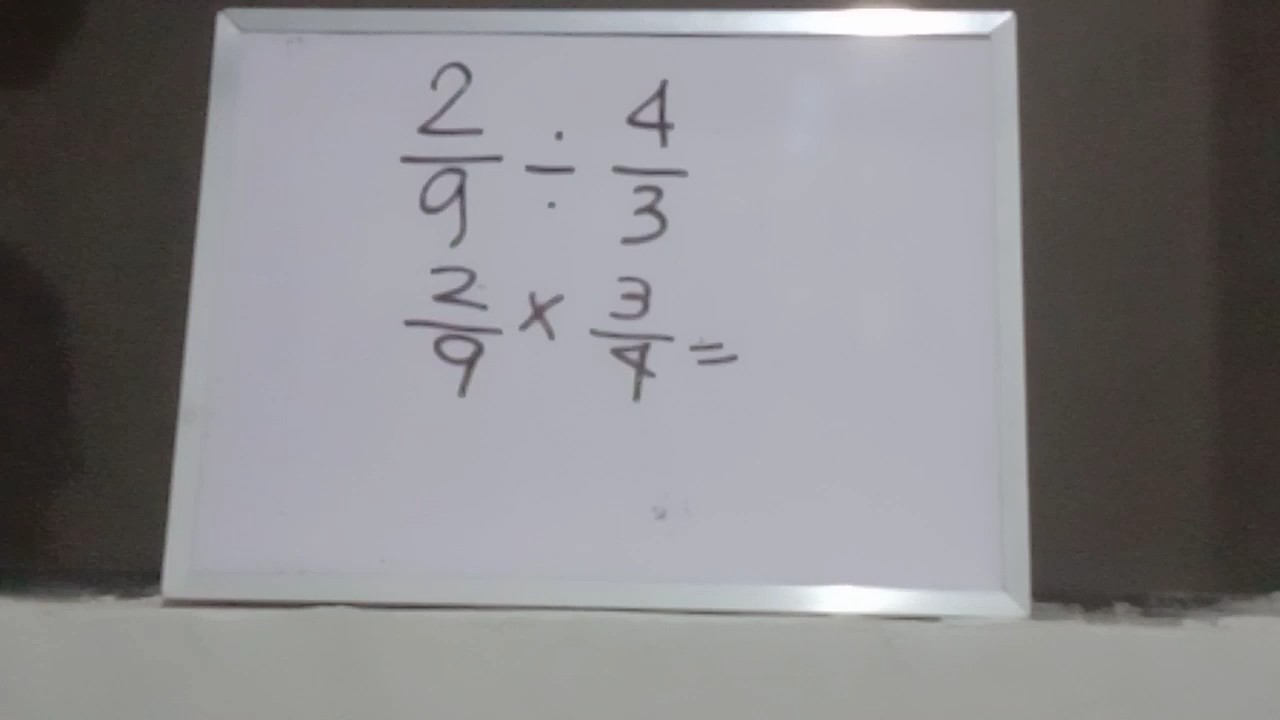 2/9 ÷ 4/3
2/9 × 3/4 =